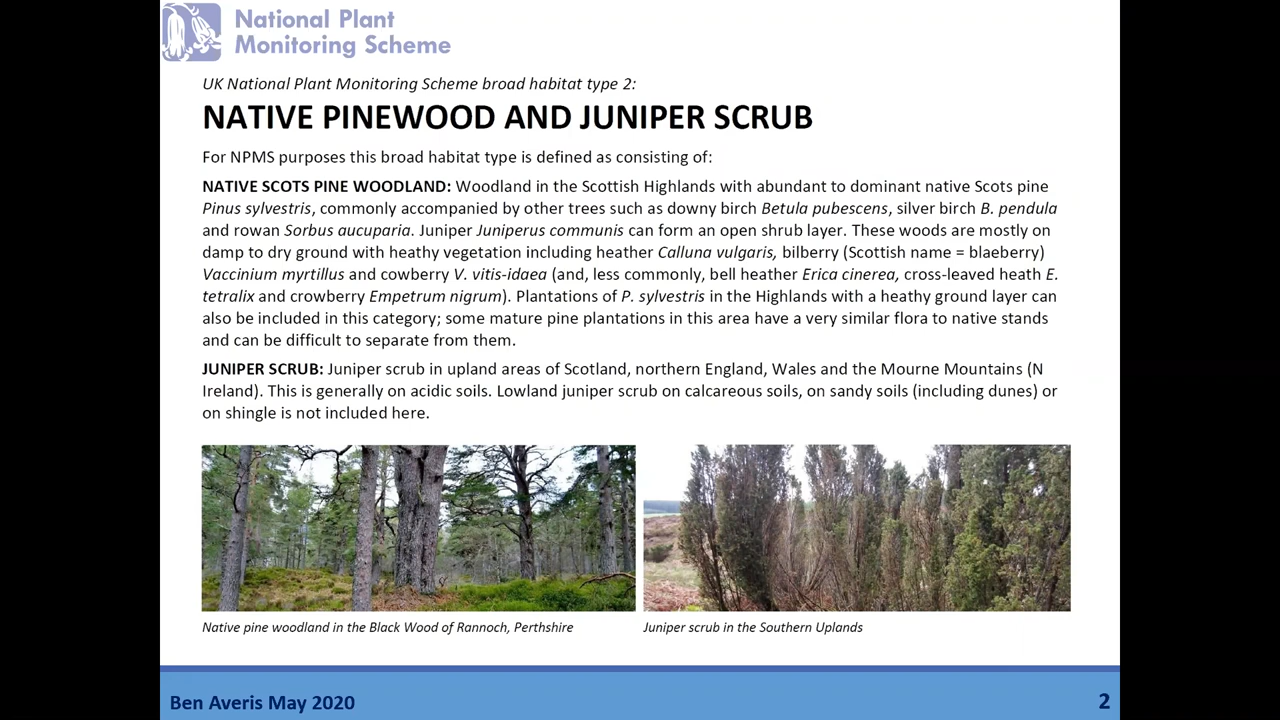 National Plant
Monitoring Scheme
UK National Plant Monitoring Scheme broad habitat type 2:
NATIVE PINEWOOD AND JUNIPER SCRUB
For NPMS purposes this broad habitat type is defined as consisting of:
NATIVE SCOTS PINE WOODLAND: Woodland in the Scottish Highlands with abundant to dominant native Scots pine
Pinus sylvestris, commonly accompanied by other trees such as downy birch Betula pubescens, silver birch B. pendula
and rowan Sorbus aucuparia. Juniper Juniperus communis can form an open shrub layer. These woods are mostly on
damp to dry ground with heathy vegetation including heather Calluna vulgaris, bilberry (Scottish name = blaeberry)
Vaccinium myrtillus and cowberry V. vitis-idaea (and, less commonly, bell heather Erica cinerea, cross-leaved heath E.
tetralix and crowberry Empetrum nigrum). Plantations of P. sylvestris in the Highlands with a heathy ground layer can
also be included in this category; some mature pine plantations in this area have a very similar flora to native stands
and can be difficult to separate from them.
JUNIPER SCRUB: Juniper scrub in upland areas of Scotland, northern England, Wales and the Mourne Mountains (N
Ireland). This is generally on acidic soils. Lowland juniper scrub on calcareous soils, on sandy soils (including dunes) or
on shingle is not included here.
Native pine woodland in the Black Wood of Rannoch, Perthshire
Juniper scrub in the Southern Uplands
Ben Averis May 2020
2